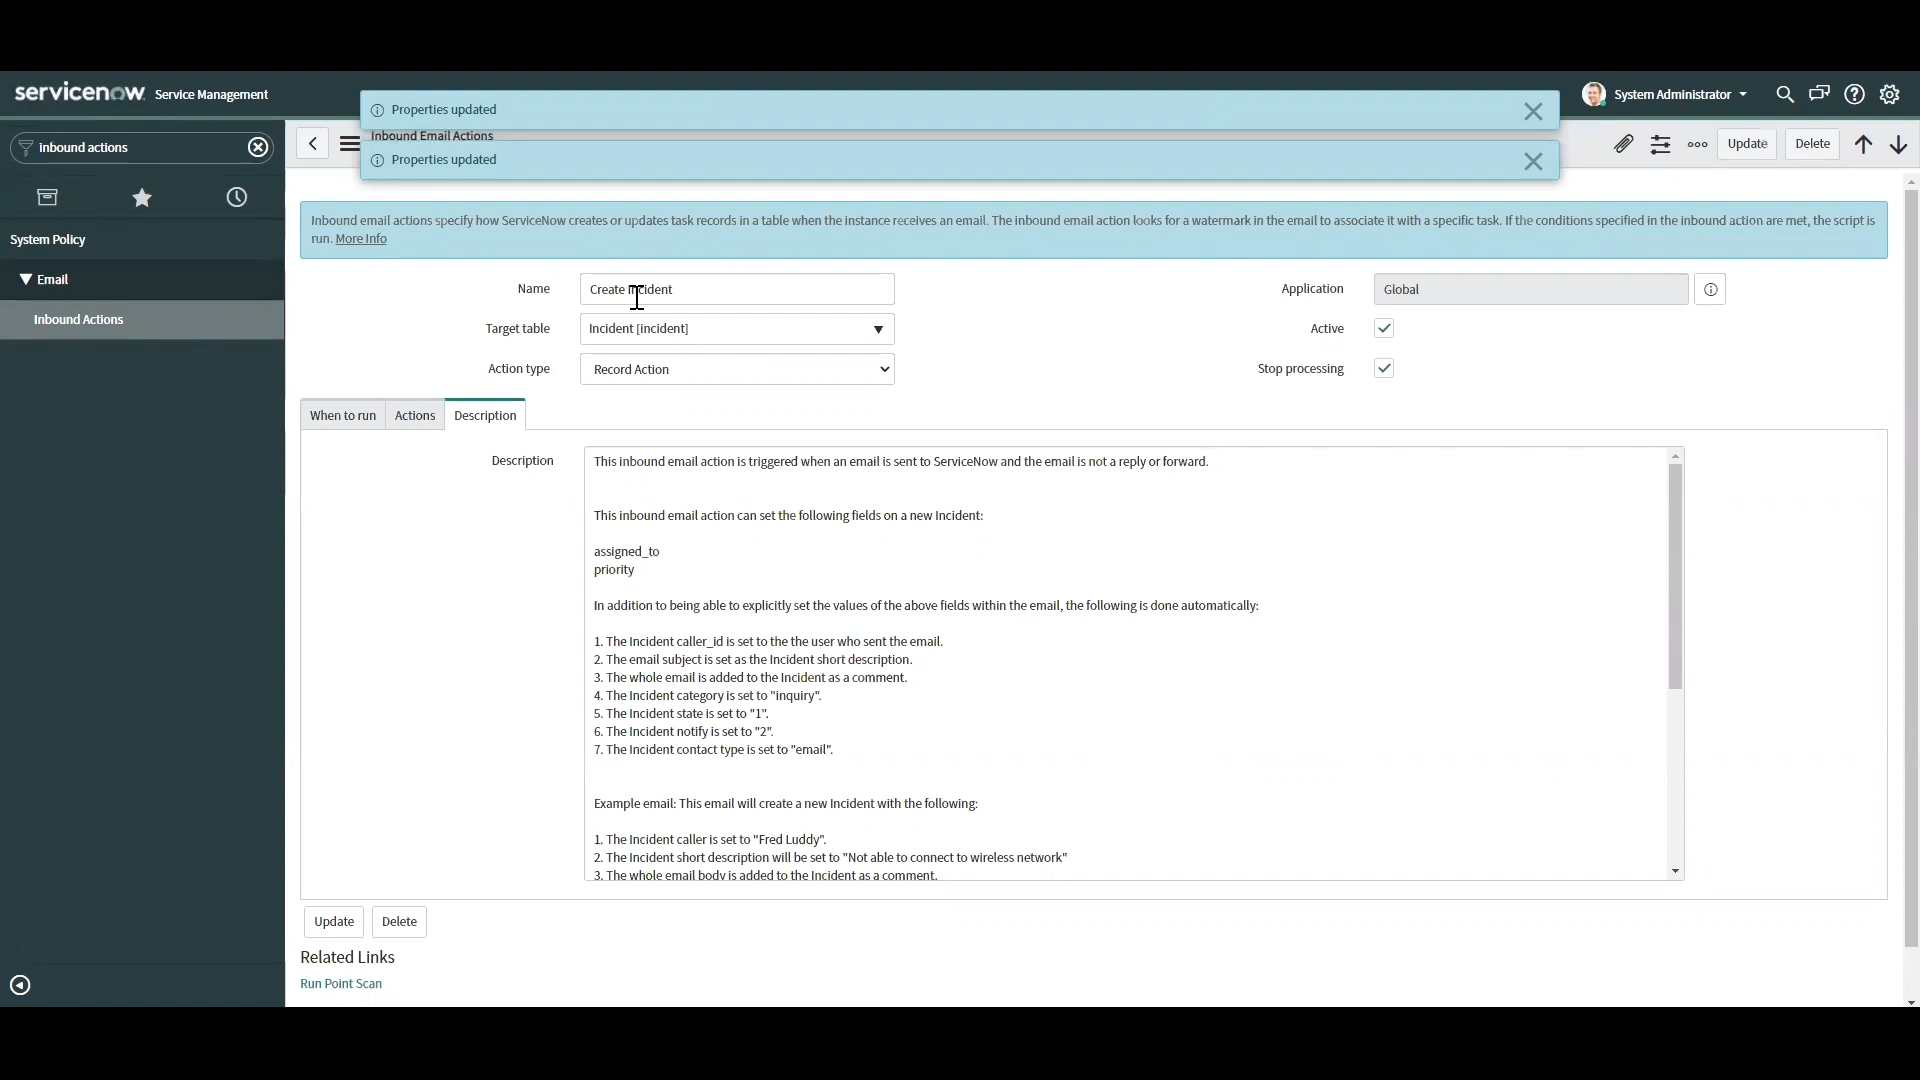 servicenow Service Management
Properties updated
System Administrator
inbound actions
Inbound Email Actions
Properties updated
Update
Delete
Inbound email actions specify how ServiceNow creates or updates task records in a table when the instance receives an email. The inbound email action looks for a watermark in the email to associate it with a specific task. If the conditions specified in the inbound action are met, the script is
run. More Info
System Policy
Email
Inbound Actions
Name
Create Incident
Application
Global
Target table
Incident [incident]
Active
Action type
Record Action
Stop processing
When to run
Actions
Description
Description
This inbound email action is triggered when an email is sent to ServiceNow and the email is not a reply or forward.
This inbound email action can set the following fields on a new Incident:
assigned_to
priority
In addition to being able to explicitly set the values of the above fields within the email, the following is done automatically:
1. The Incident caller_id is set to the the user who sent the email.
2. The email subject is set as the Incident short description.
3. The whole email is added to the Incident as a comment.
4. The Incident category is set to "inquiry".
5. The Incident state is set to "1".
6. The Incident notify is set to "2".
7. The Incident contact type is set to "email".
Example email: This email will create a new Incident with the following:
1. The Incident caller is set to "Fred Luddy".
2. The Incident short description will be set to "Not able to connect to wireless network"
3. The whole email body is added to the Incident as a comment.
Update
Delete
Related Links
Run Point Scan